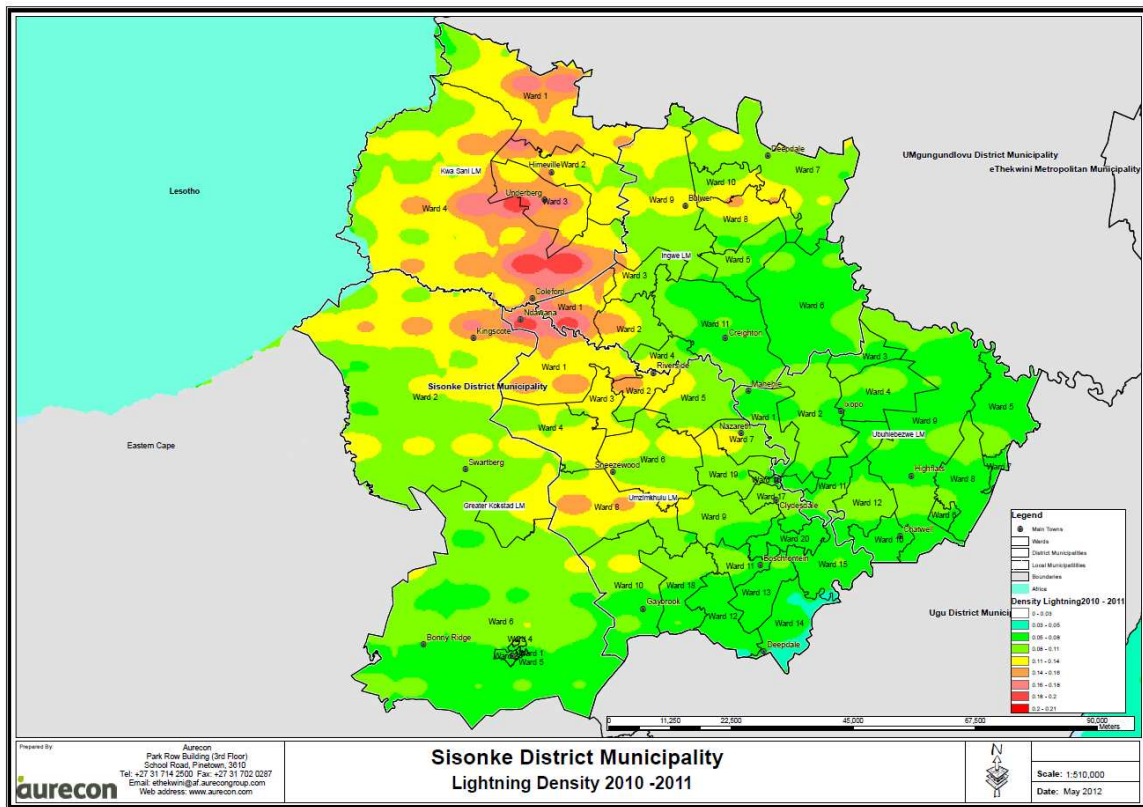 Lesotho
Eastern Cape
UMgungundlovu District Municipality
eThekwini Metropolitan Municipality
Ward 1
Deepdale
Himeville Ward 2
Kwa Sani LM
Ward 10
Ward 7
Underberg
Ward 3
Ward 4
Ward 9
Bulwer
Ward 8
Ingwe LM
Ward 5
Ward 3
Coleford
Ward 6
Ndawana
Ward 1
Ward 2
Ward 11
Kingscote
Creighton
Ward 4
Ward 3
Ward 1
Riverside
Sisonke District Municipality
Ward 2
Ward 5
Ward 4
Ward 2
Ward 3
Ixopo
Ward 5
Ward 1
Ward 2
Ward 9
Ward 4
Nazareth
Ward 7
Ubuhlebezwe LM
Ward 6
Swartberg
Sneezewood
Ward 19
Highflats
Ward 11
Ward 8
Greater Kokstad LM
Umzimkhulu LM
Ward 17
Clydesdale
Ward 12
Ward 8
Ward 9
Ward 20
Chatwell
Ward 10
Boschfontein
Ward 11
Ward 15
Ward 10
Ward 18
Ward 13
Gaybrook
Ward 12
Ward 14
Ugu District
Ward 6
Bonny Ridge
Ward 1
Ward 5
Deepdale
Legend
Main Towns
Wards
District Municipalities
Local Municipalities
Boundaries
Africa
Density Lightning2010 - 2011
0 - 0.03
0.03 - 0.05
0.05 - 0.08
0.08 - 0.11
0.11 - 0.14
0.14 - 0.16
0.16 - 0.18
0.18 - 0.2
0.2 - 0.21
0 11,250 22,500 45,000 67,500 90,000
Meters
Prepared By:
Aurecon
Park Row Building (3rd Floor)
School Road, Pinetown, 3610
Tel: +27 31 714 2500 Fax: +27 31 702 0287
Email: ethekwini@af.aurecongroup.com
Web address: www.aurecon.com
aurecon
Sisonke District Municipality
Lightning Density 2010 -2011
N
Scale: 1:510,000
Date: May 2012